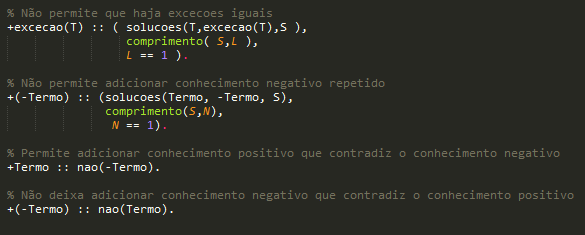 % Não permite que haja excecoes iguais
+excecao(T) :: ( solucoes(T,excecao(T),S ),
comprimento( S,L ),
L == 1 ).
% Não permite adicionar conhecimento negativo repetido
+(-Termo) :: (solucoes(Termo, -Termo, S),
comprimento(S,N),
N == 1).
% Permite adicionar conhecimento positivo que contradiz o conhecimento negativo
+Termo :: nao(-Termo).
% Não deixa adicionar conhecimento negativo que contradiz o conhecimento positivo
+(-Termo) :: nao(Termo).